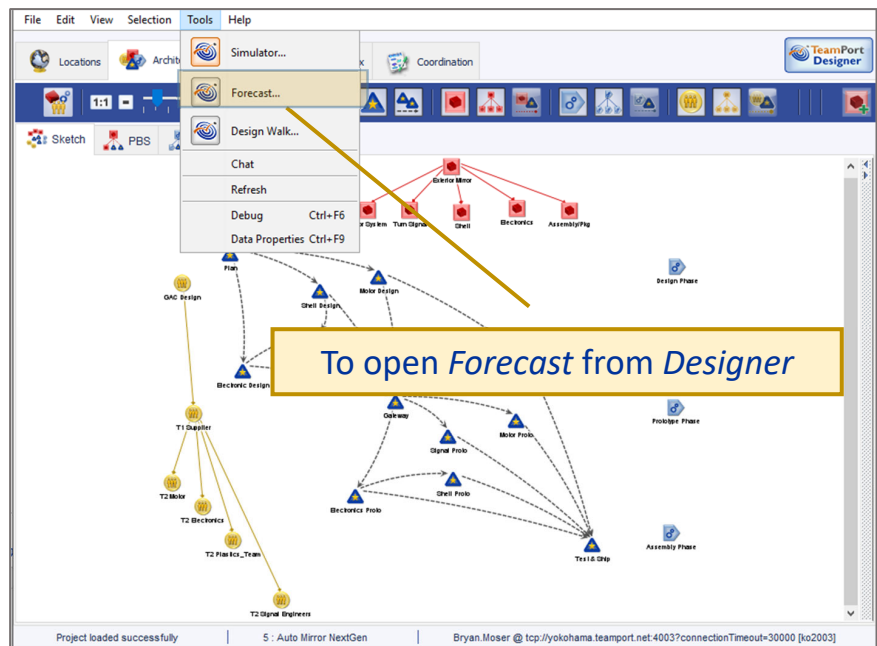 File Edit View Selection Tools Help
Locations
Archit
x
Coordination
TeamPort
Designer
Simulator...
Forecast...
Design Walk...
Chat
Refresh
Debug Ctrl+F6
Data Properties Ctrl+F9
1:1
Sketch
PBS
Exterior Mirror
r System
Turn Signal
Shell
Electronics
Assembly/Pkg
Plan
Motor Design
Design Phase
GAC Design
Shell Design
To open Forecast from Designer
Electronic Design
Gateway
Prototype Phase
T1 Supplier
Motor Proto
Signal Proto
T2 Motor
Shell Proto
Electronics Proto
T2 Electronics
T2 Plastics_Team
Test & Ship
Assembly Phase
T2 Signal Engineers
Project loaded successfully
5 : Auto Mirror NextGen
Bryan.Moser @ tcp://yokohama.teamport.net:4003?connectionTimeout=30000 [ko2003]